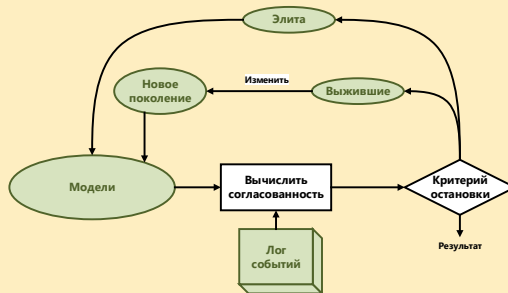 Элита
Новое
поколение
Изменить
Выжившие
Модели
Вычислить
согласованность
Критерий
остановки
Лог
событий
Результат